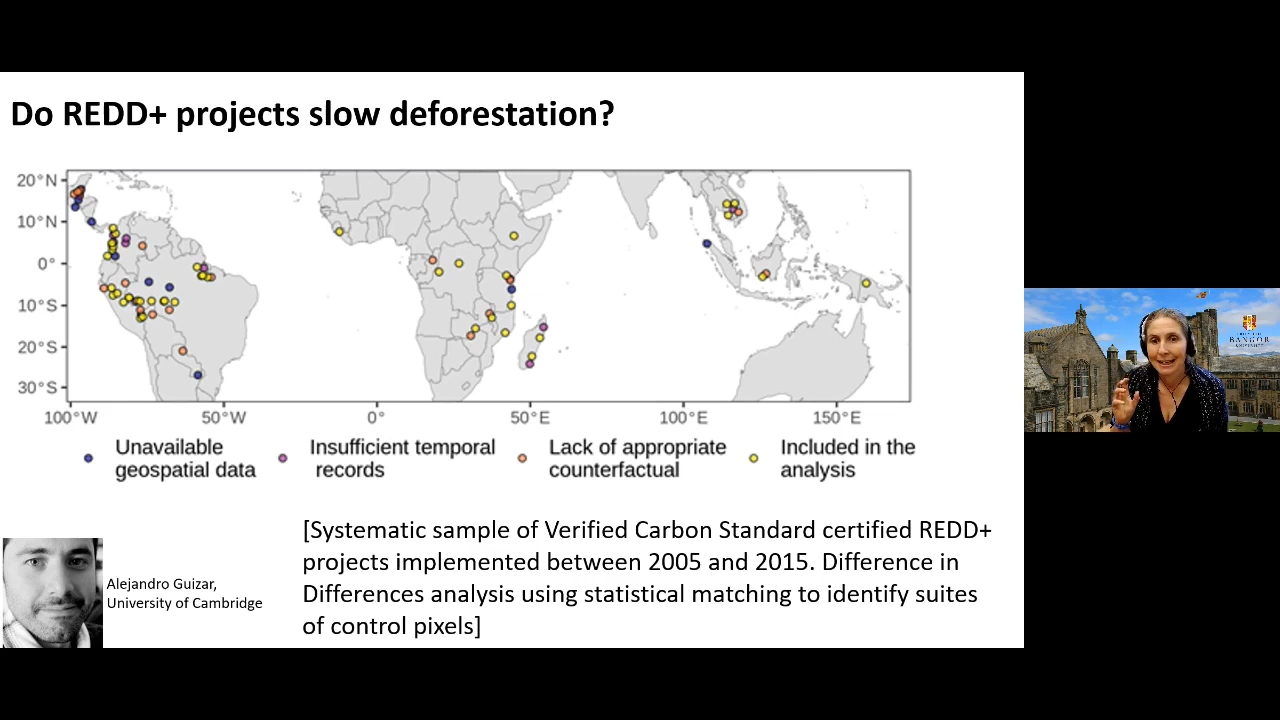 Do REDD+ projects slow deforestation?
20°N
10°N
0°
10°S
20°S
30°S
100°W 50°W 0° 50°E 100°E 150°E
Unavailable
geospatial data
Insufficient temporal
records
Lack of appropriate
counterfactual
Included in the
analysis
[Systematic sample of Verified Carbon Standard certified REDD+
projects implemented between 2005 and 2015. Difference in
Differences analysis using statistical matching to identify suites
of control pixels]
Alejandro Guizar,
University of Cambridge
BANGOR
UNIVERSITY